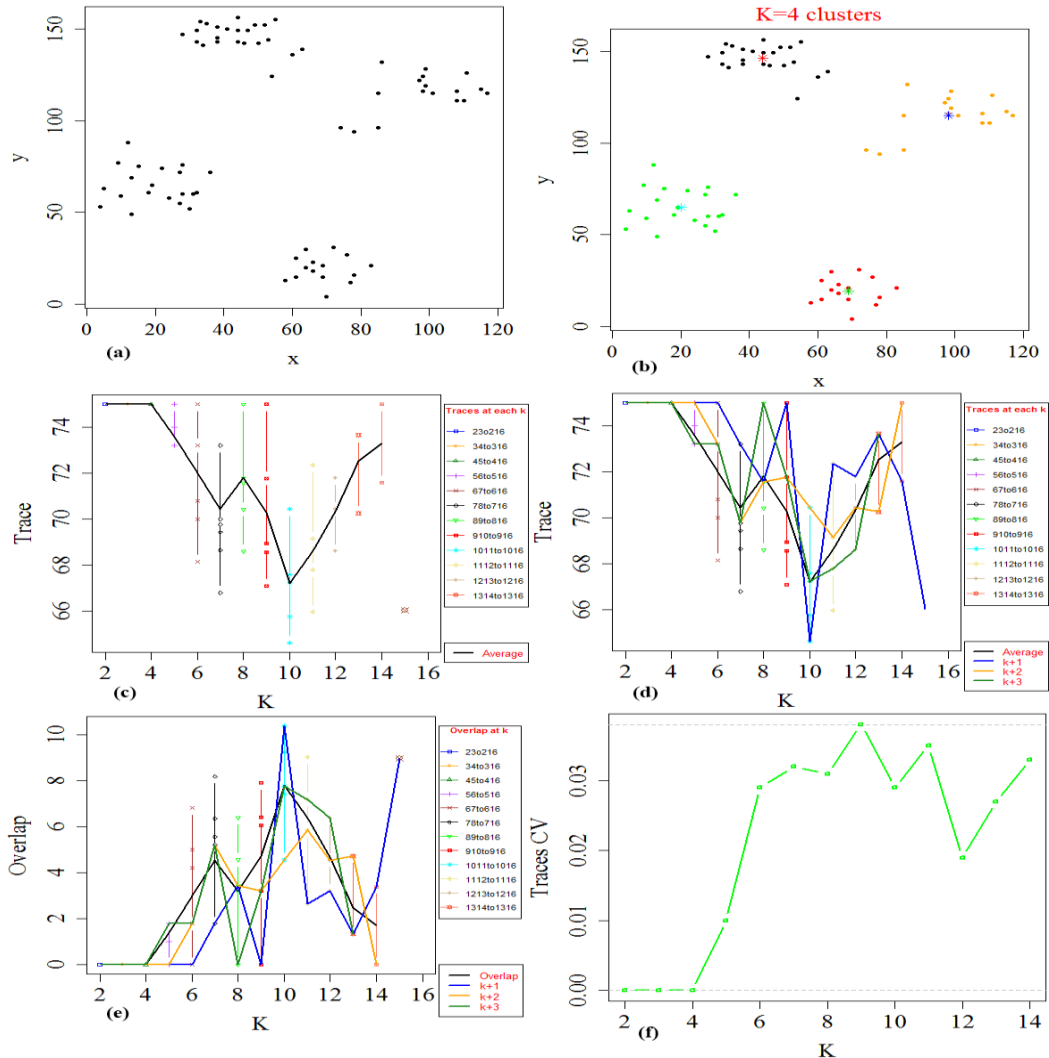 y
0 50 100 150
0 20 40 60 80 100 120
(a)
x
K=4 clusters
y
0 50 100 150
0 20 40 60 80 100 120
(b)
x
Trace
66 68 70 72 74
2 4 6 8 10 12 14 16
(c)
K
Traces at each k
23o216
34to316
45to416
56to516
67to616
78to716
89to816
910to916
1011to1016
1112to1116
1213to1216
1314to1316
Average
Trace
66 68 70 72 74
2 4 6 8 10 12 14 16
(d)
K
Traces at each k
23o216
34to316
45to416
56to516
67to616
78to716
89to816
910to916
1011to1016
1112to1116
1213to1216
1314to1316
Average
k+1
k+2
k+3
Overlap
0 2 4 6 8 10
2 4 6 8 10 12 14 16
(e)
K
Overlap at k
23o216
34to316
45to416
56to516
67to616
78to716
89to816
910to916
1011to1016
1112to1116
1213to1216
1314to1316
Overlap
k+1
k+2
k+3
Traces CV
0.00 0.01 0.02 0.03
2 4 6 8 10 12 14
K
(f)